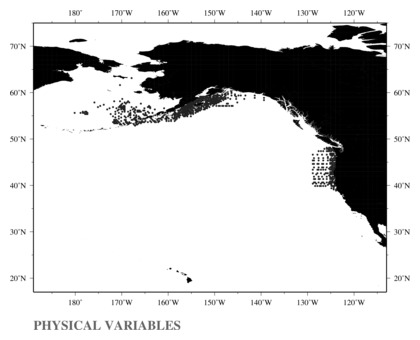 180˚ 170˚W 160˚W 150˚W 140˚W 130˚W 120˚W
70˚N 70˚N
60˚N 60˚N
50˚N 50˚N
40˚N 40˚N
30˚N 30˚N
20˚N 20˚N
180˚ 170˚W 160˚W 150˚W 140˚W 130˚W 120˚W
PHYSICAL VARIABLES